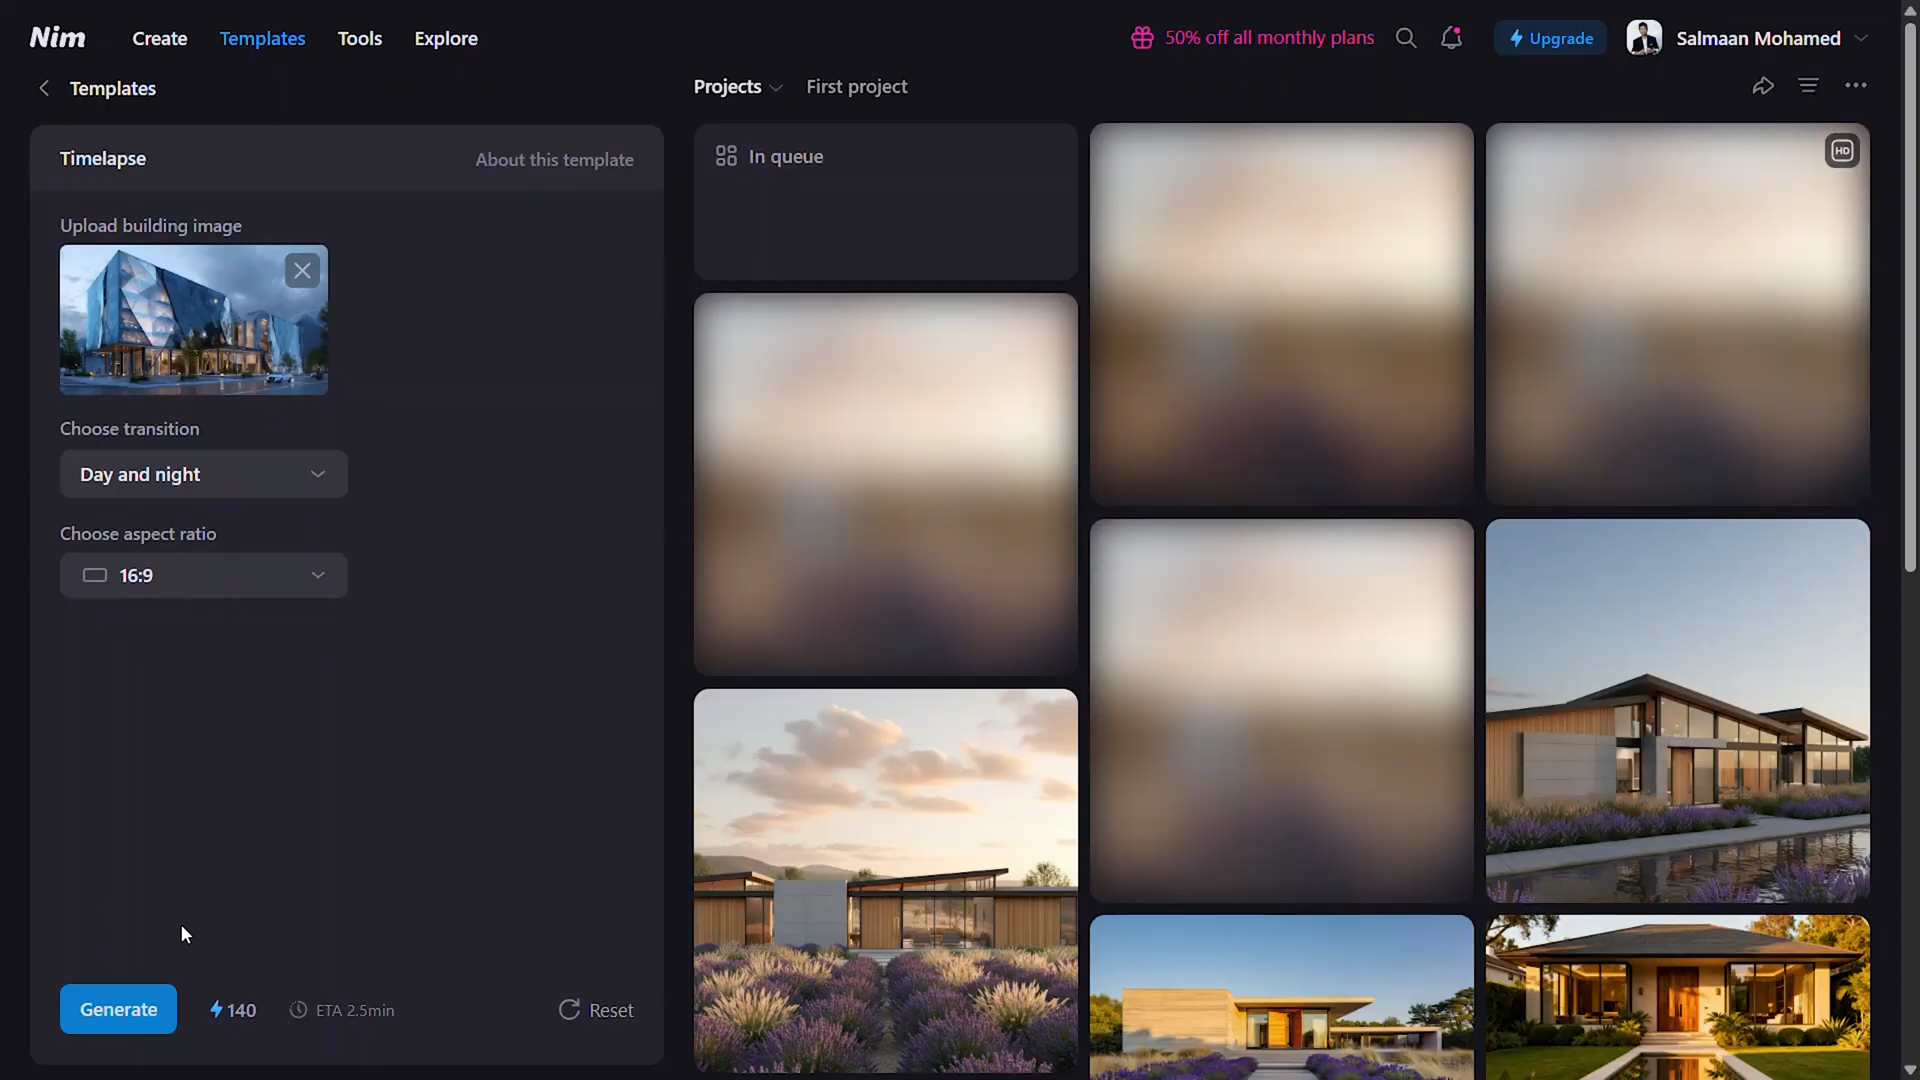 Nim
Create
Templates
Tools
Explore
50% off all monthly plans
Upgrade
Salmaan Mohamed
Templates
Projects
First project
Timelapse
About this template
In queue
HD
Upload building image
Choose transition
Day and night
Choose aspect ratio
16:9
Generate
140
ETA 2.5min
Reset